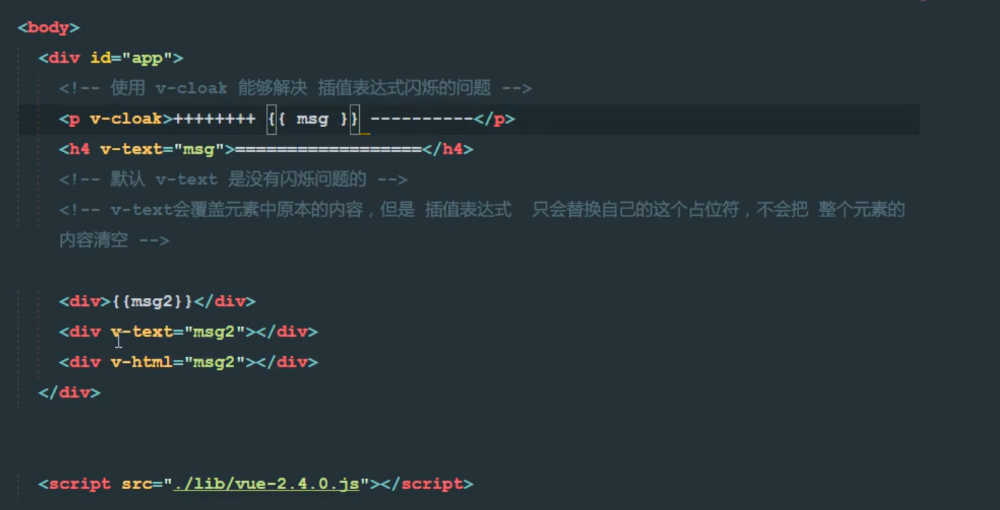 <body>
<div id="app">
<!-- 使用 v-cloak 能够解决 插值表达式闪烁的问题 -->
<p v-cloak>++++++++ {{ msg }} ----------</p>
<h4 v-text="msg">==================</h4>
<!-- 默认 v-text 是没有闪烁问题的 -->
<!-- v-text会覆盖元素中原本的内容，但是 插值表达式  只会替换自己的这个占位符，不会把 整个元素的
内容清空 -->
<div>{{msg2}}</div>
<div v-text="msg2"></div>
<div v-html="msg2"></div>
</div>
<script src="./lib/vue-2.4.0.js"></script>